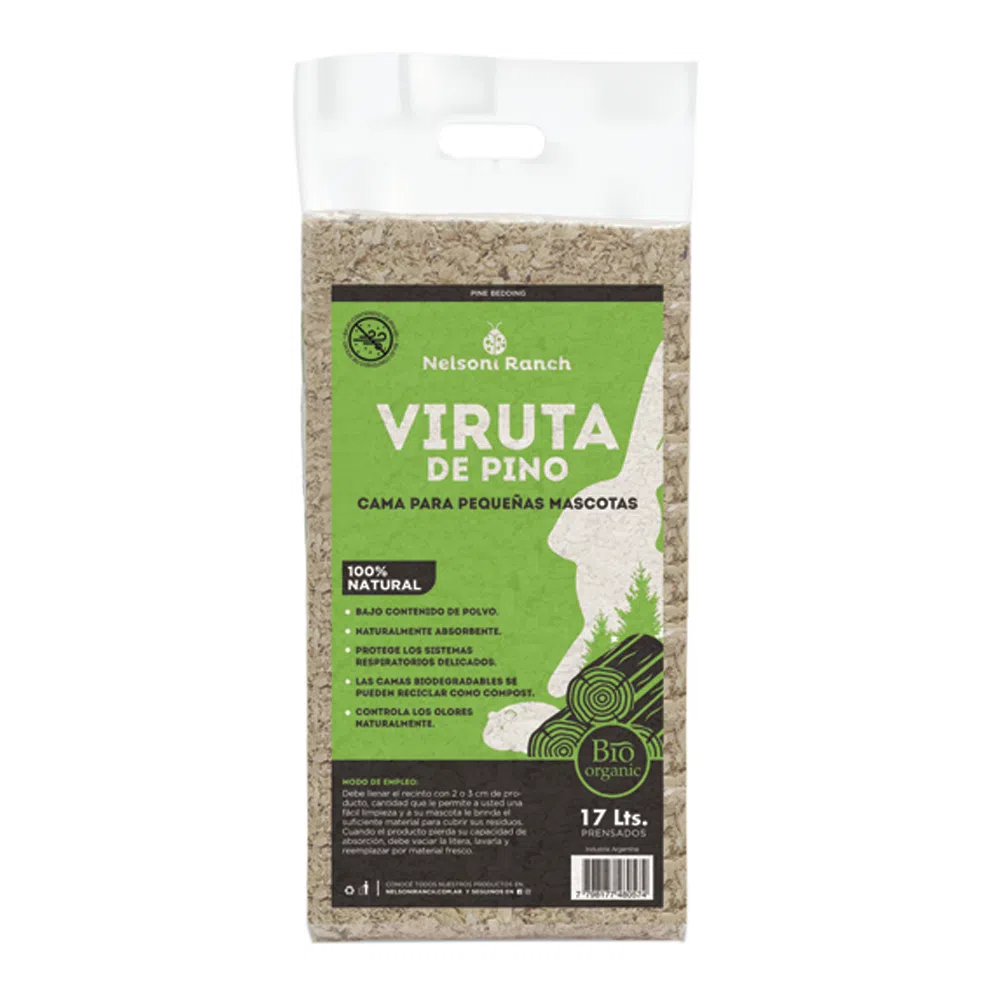 PINE BEDDING
Nelsoni Ranch
VIRUTA
DE PINO
CAMA PARA PEQUEÑAS MASCOTAS
100%
NATURAL
• BAJO CONTENIDO DE POLVO.
• NATURALMENTE ABSORBENTE.
• PROTEGE LOS SISTEMAS
RESPIRATORIOS DELICADOS.
• LAS CAMAS BIODEGRADABLES SE
PUEDEN RECICLAR COMO COMPOST.
• CONTROLA LOS OLORES
NATURALMENTE.
Bio
organic
MODO DE EMPLEO:
Debe llenar el recinto con 2 o 3 cm de pro-
ducto, cantidad que le permite a usted una
fácil limpieza y a su mascota le brinda el
suficiente material para cubrir sus residuos.
Cuando el producto pierda su capacidad de
absorción, debe vaciar la litera, lavarla y
reemplazar por material fresco.
17 Lts.
PRENSADOS
Industria Argentina
CONOCÉ TODOS NUESTROS PRODUCTOS EN
NELSONIRANCH.COM.AR Y SEGUINOS EN
7 798177 480574